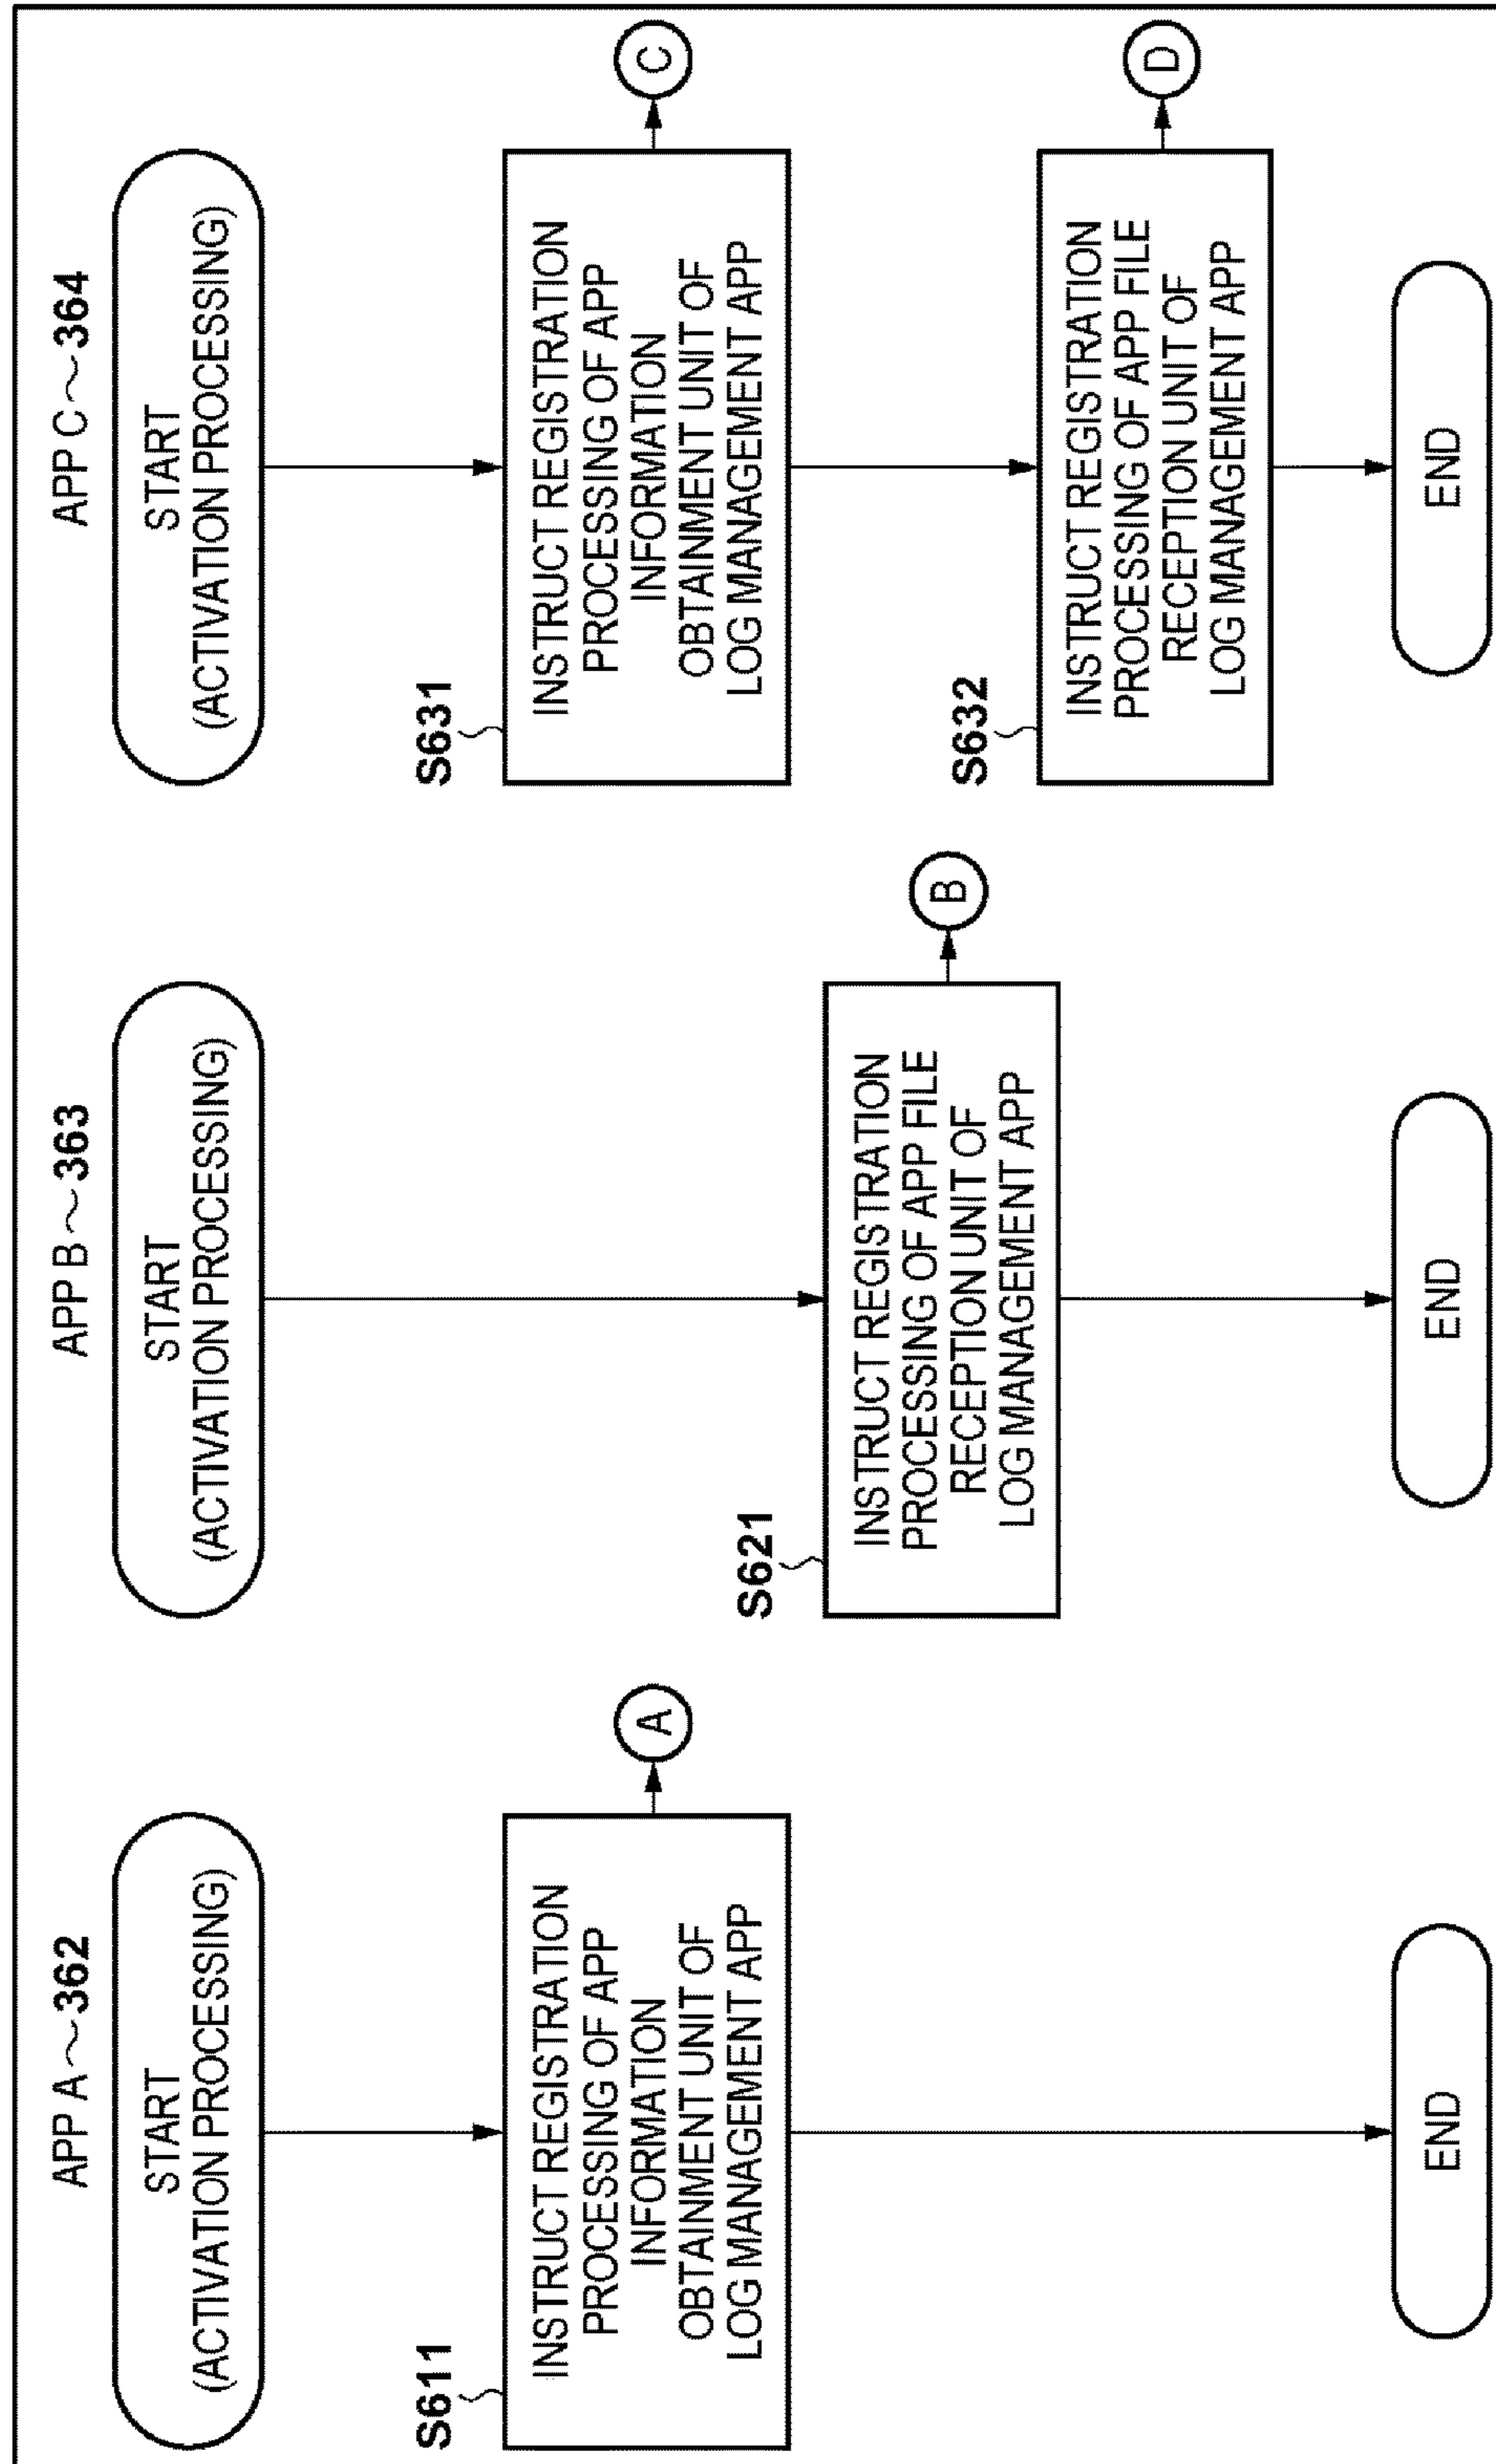 APP A~362
START
(ACTIVATION PROCESSING)
S611
INSTRUCT REGISTRATION
PROCESSING OF APP
INFORMATION
OBTAINMENT UNIT OF
LOG MANAGEMENT APP
A
END
APP B~363
START
(ACTIVATION PROCESSING)
S621
INSTRUCT REGISTRATION
PROCESSING OF APP FILE
RECEPTION UNIT OF
LOG MANAGEMENT APP
B
END
APP C~364
START
(ACTIVATION PROCESSING)
S631
INSTRUCT REGISTRATION
PROCESSING OF APP
INFORMATION
OBTAINMENT UNIT OF
LOG MANAGEMENT APP
C
S632
INSTRUCT REGISTRATION
PROCESSING OF APP FILE
RECEPTION UNIT OF
LOG MANAGEMENT APP
D
END